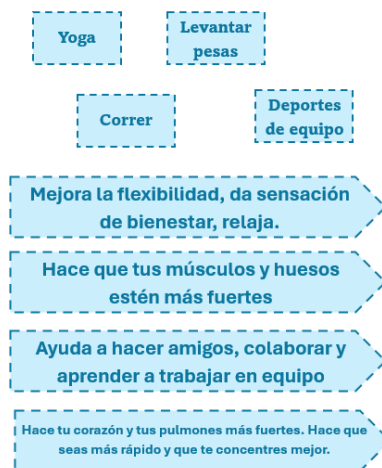 Yoga
Levantar
pesas
Correr
Deportes
de equipo
Mejora la flexibilidad, da sensación
de bienestar, relaja.
Hace que tus músculos y huesos
estén más fuertes
Ayuda a hacer amigos, colaborar y
aprender a trabajar en equipo
Hace tu corazón y tus pulmones más fuertes. Hace que
seas más rápido y que te concentres mejor.